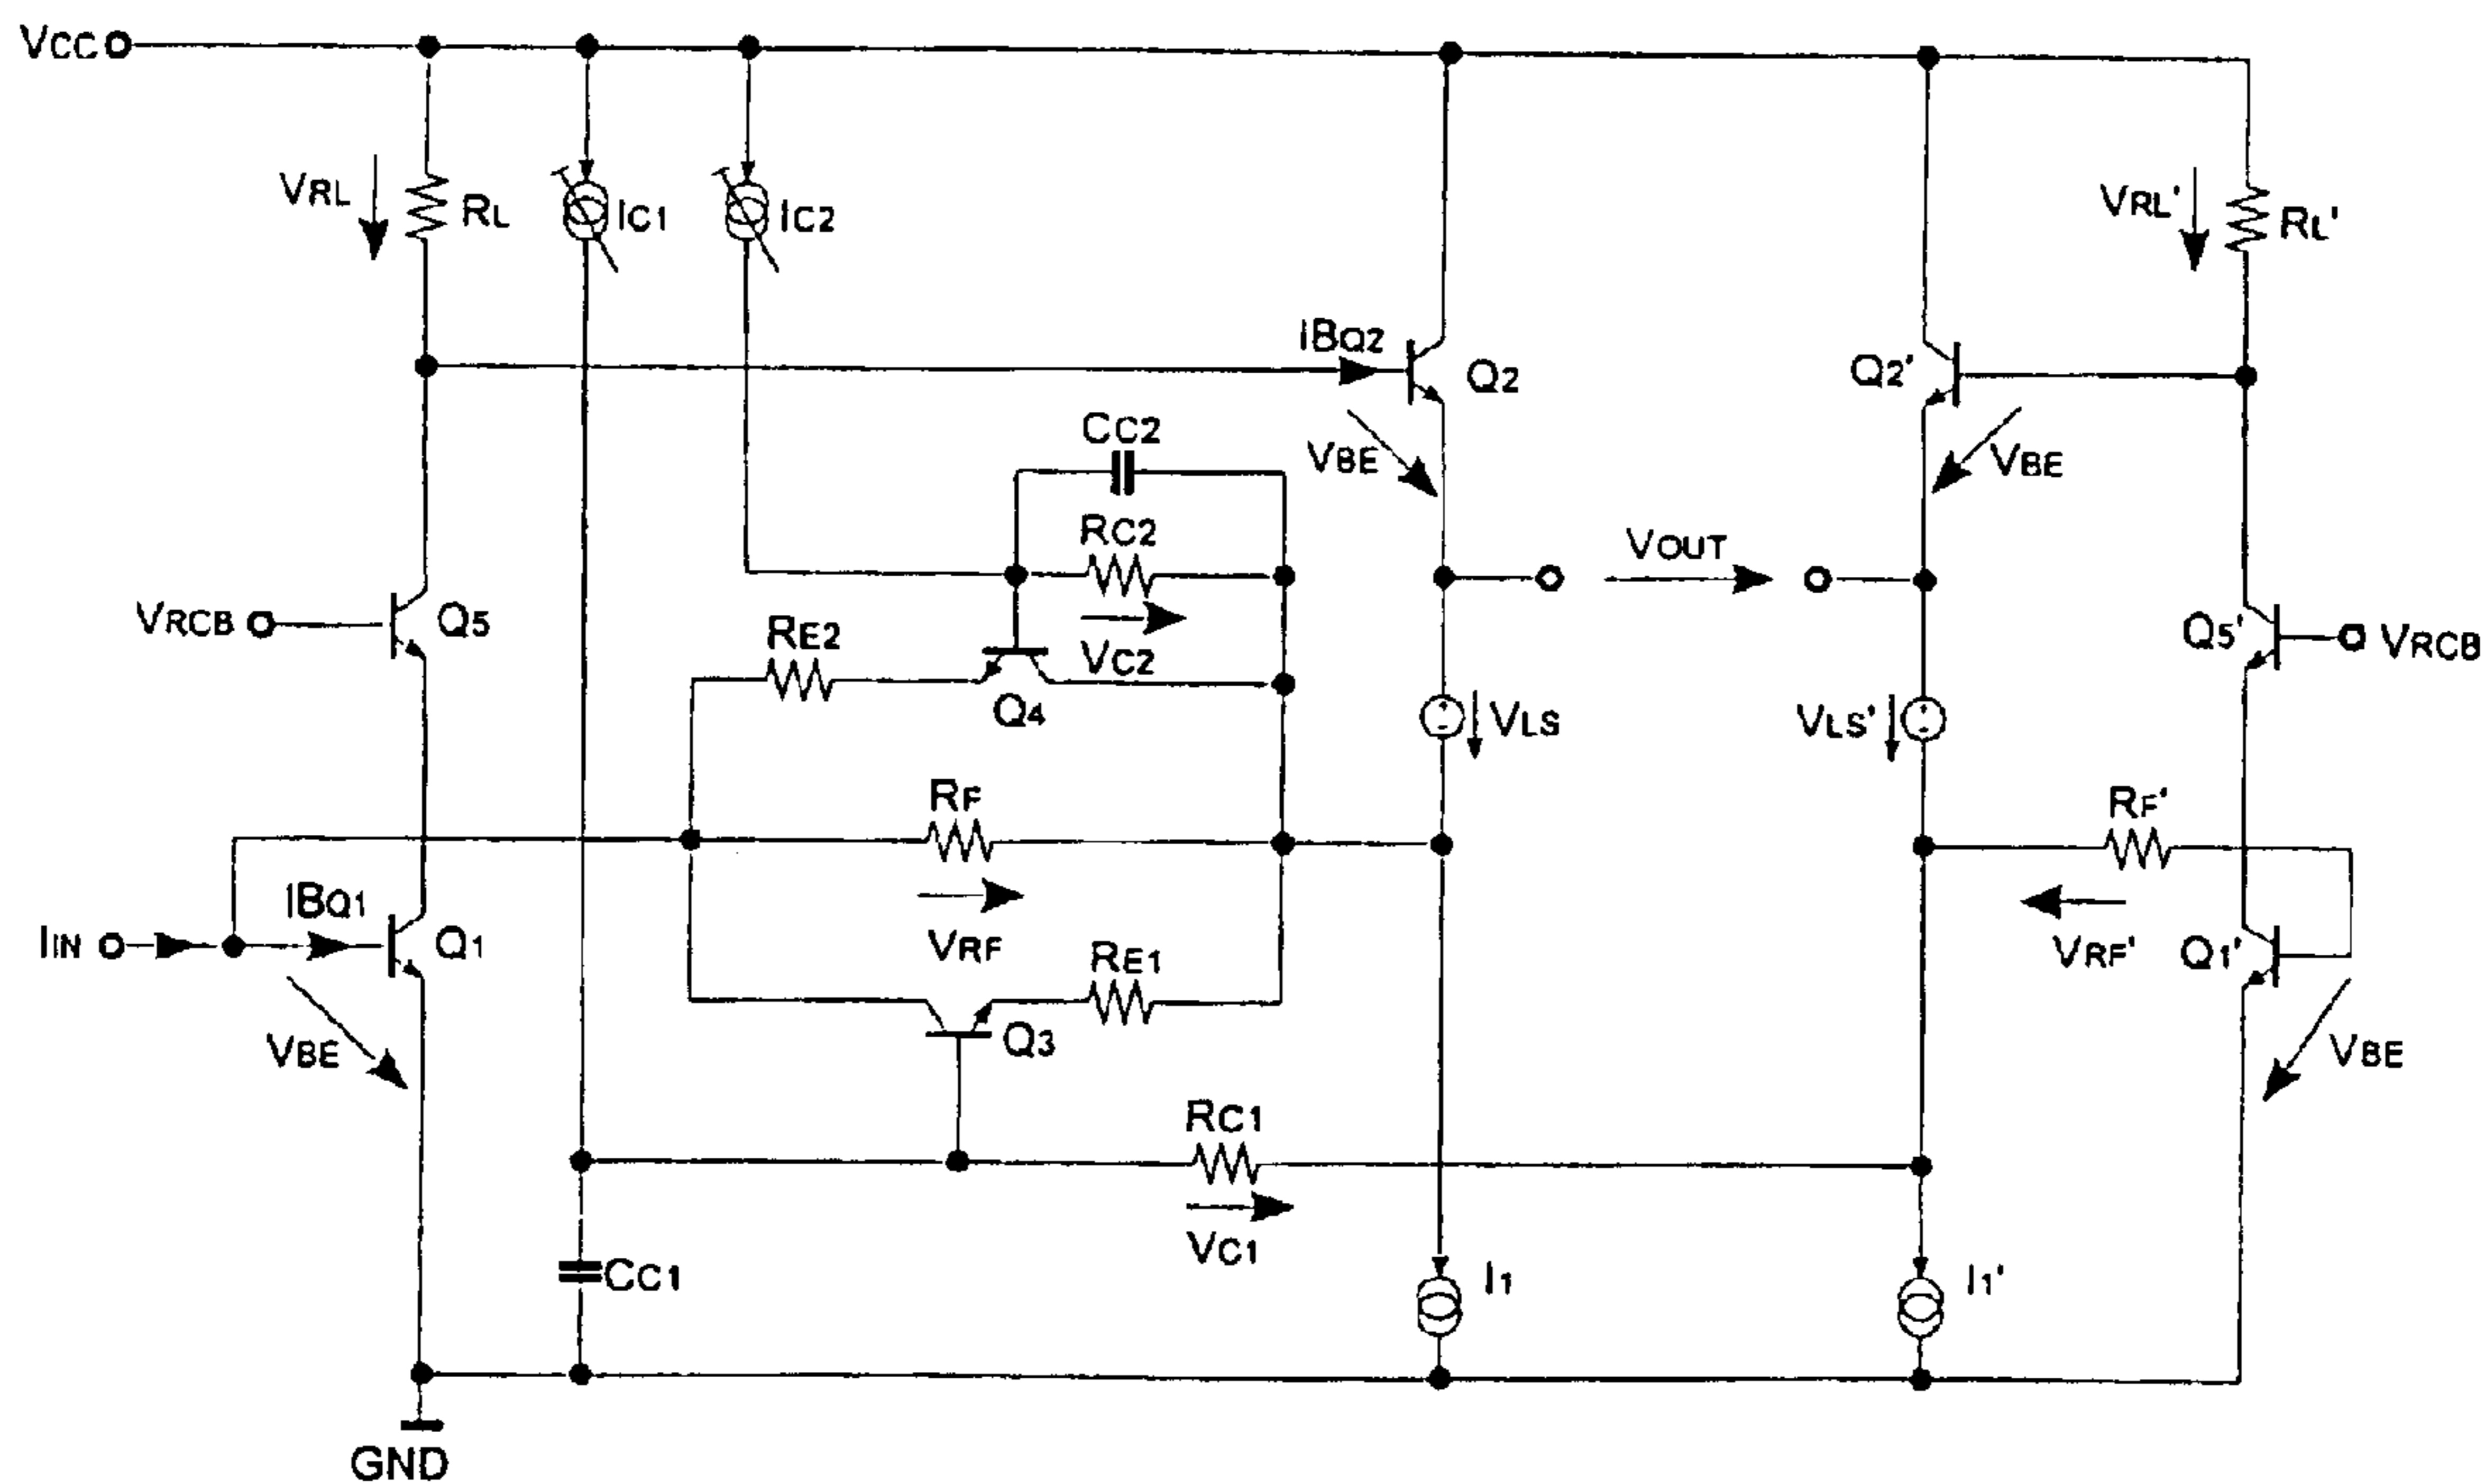 VCC
VRL
RL
IC1
IC2
VRL'
RL'
IBQ2
Q2
Q2'
CC2
VBE
VBE
RC2
VOUT
VRCB
Q5
RE2
VC2
Q5'
VRCB
Q4
VLS
VLS'
RF
RF'
IBQ1
IIN
Q1
VRF
RE1
VRF'
Q1'
VBE
Q3
VBE
RC1
VC1
CC1
I1
I1'
GND